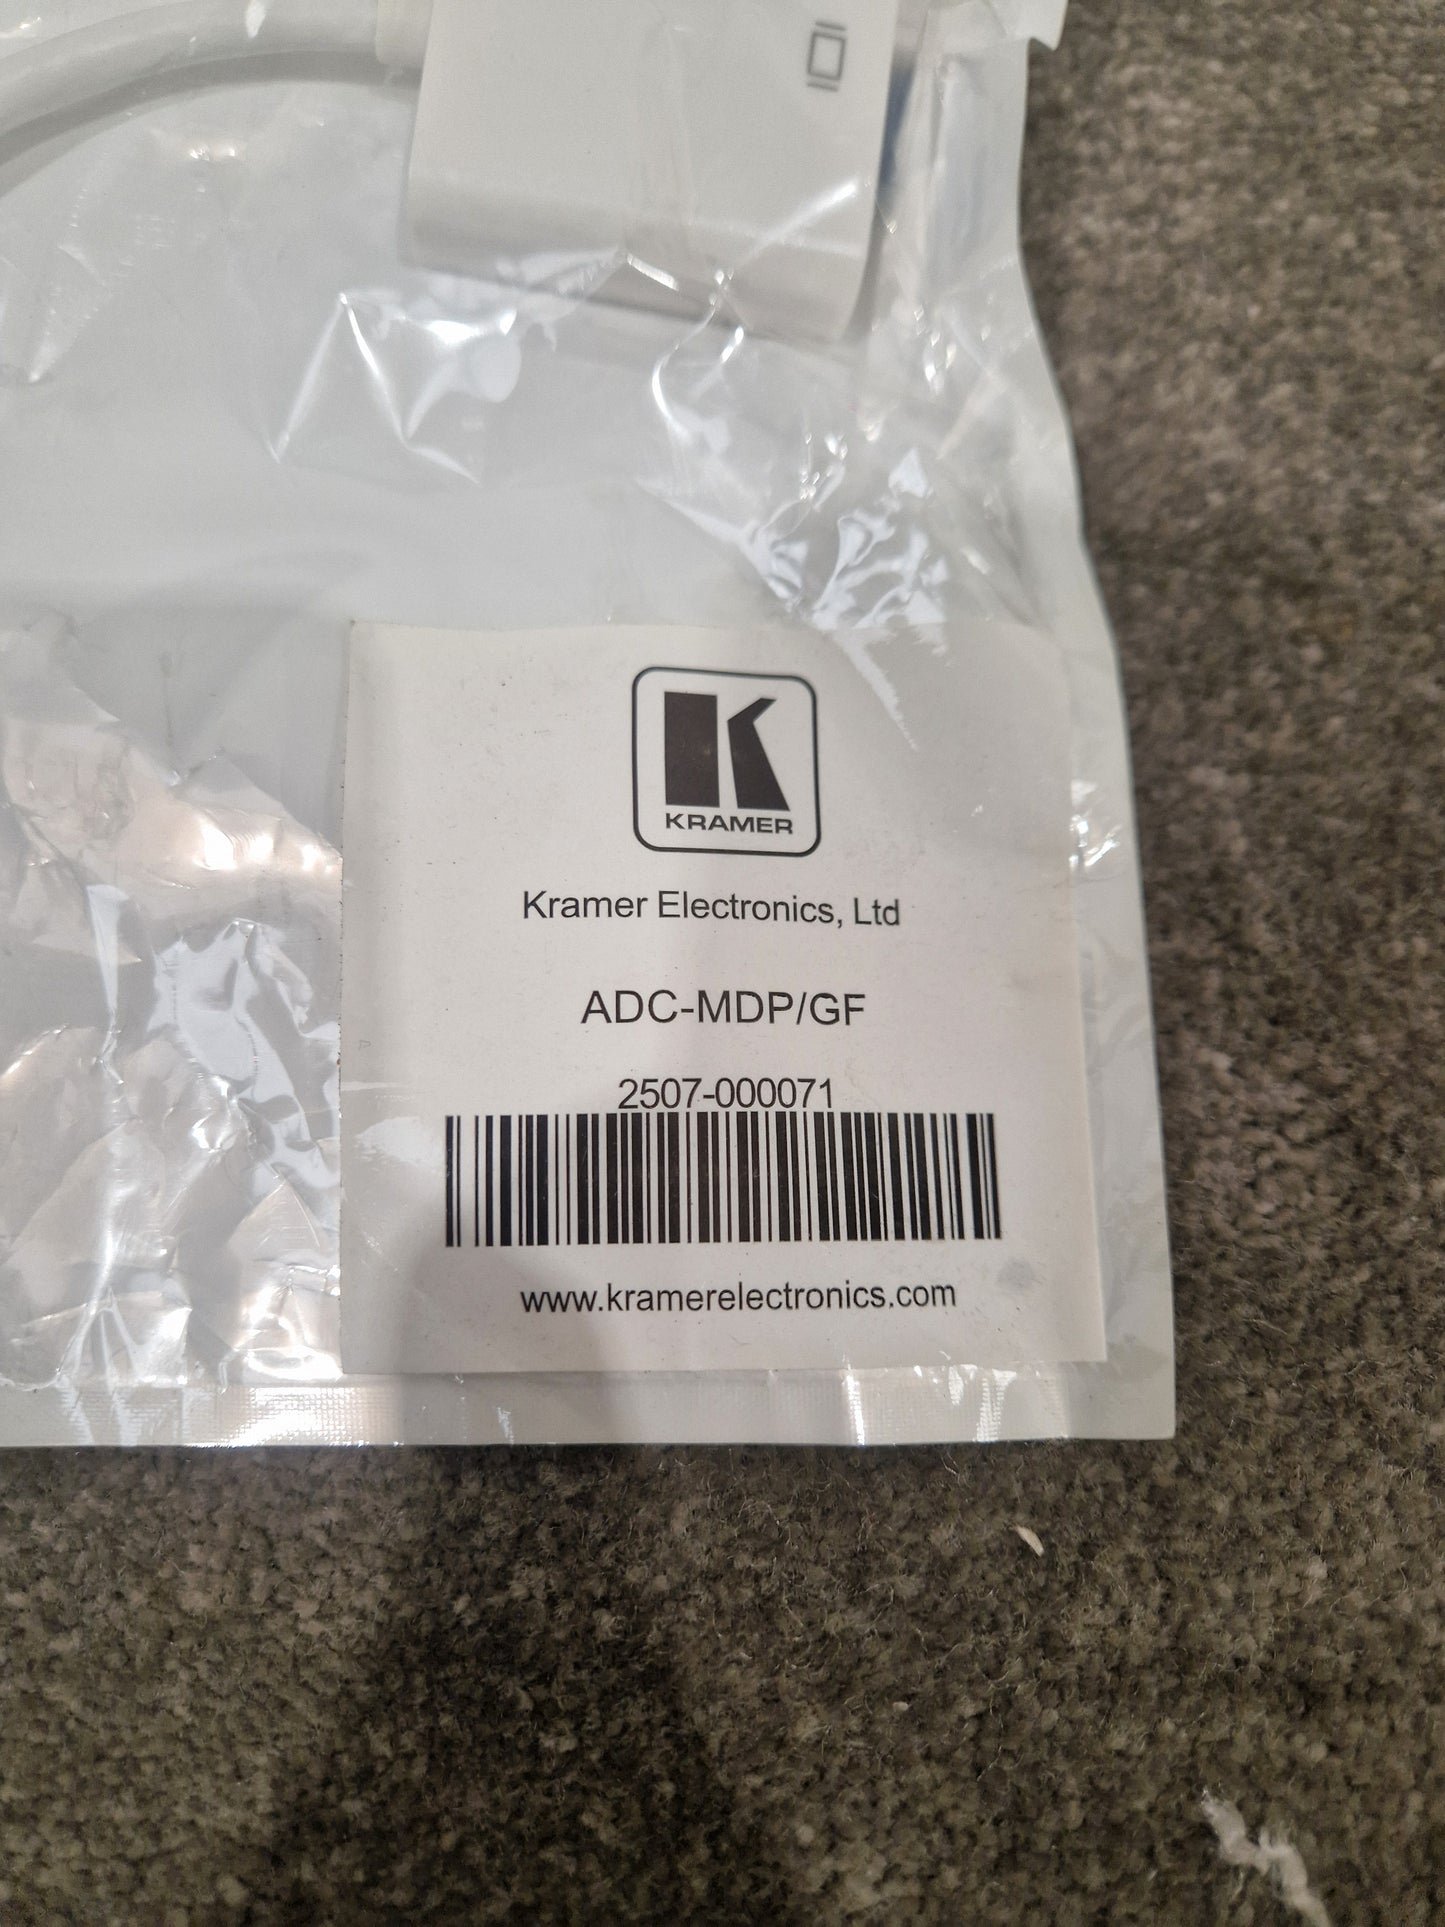 KRAMER
Kramer Electronics, Ltd
ADC-MDP/GF
2507-000071
www.kramerelectronics.com